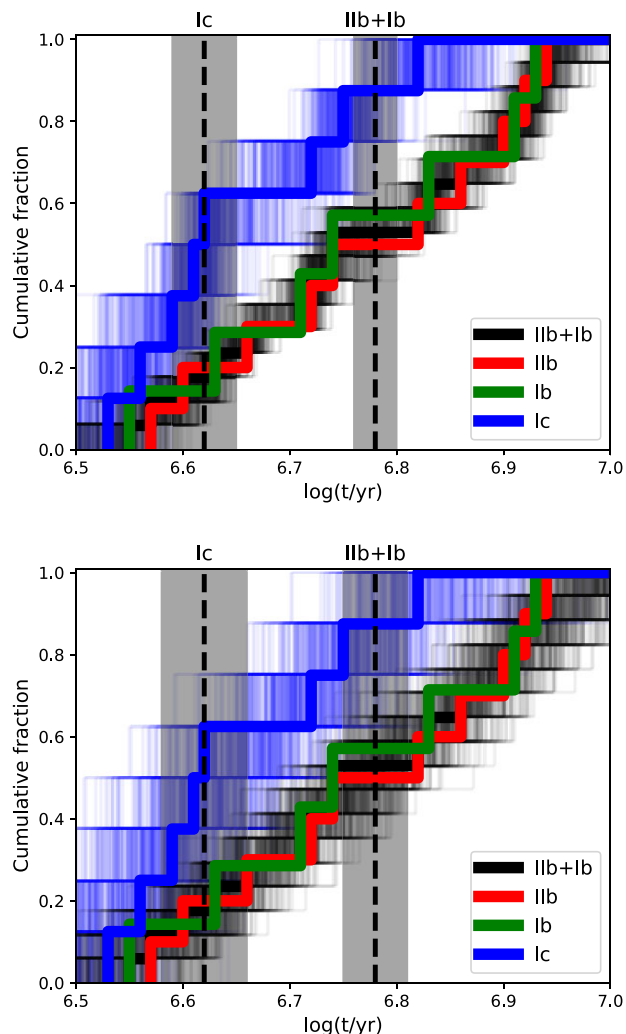 Ic IIb+Ib
1.0
0.8
0.6
0.4
0.2
0.0
Cumulative fraction
IIb+Ib
IIb
Ib
Ic
6.5 6.6 6.7 6.8 6.9 7.0
log(t/yr)
Ic IIb+Ib
1.0
0.8
0.6
0.4
0.2
0.0
Cumulative fraction
IIb+Ib
IIb
Ib
Ic
6.5 6.6 6.7 6.8 6.9 7.0
log(t/yr)